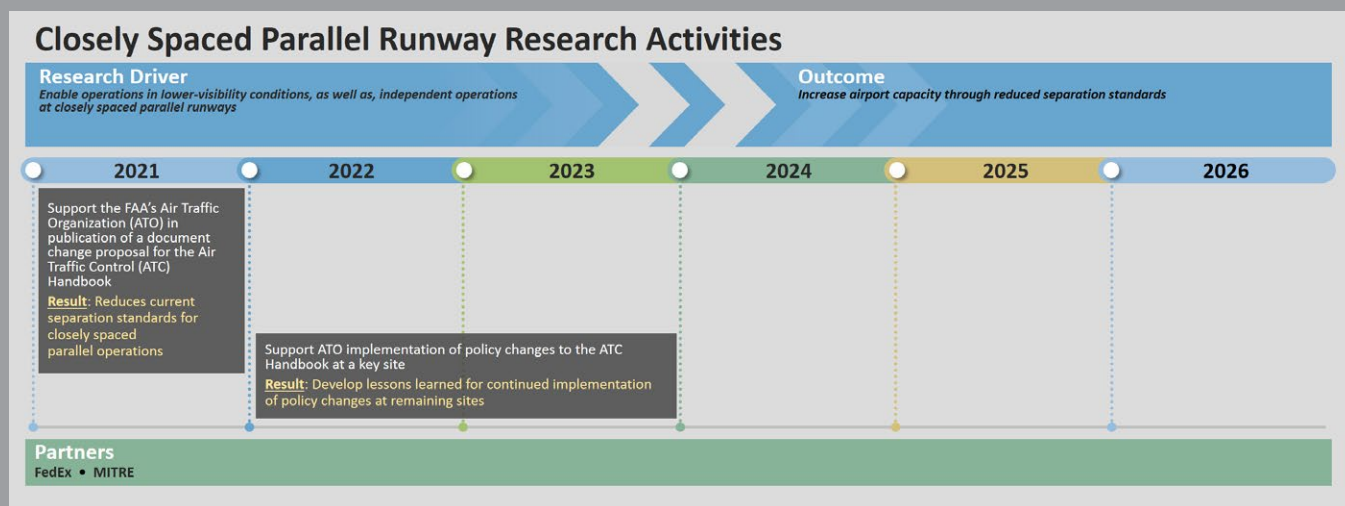 Closely Spaced Parallel Runway Research Activities
Research Driver
Enable operations in lower-visibility conditions, as well as, independent operations
at closely spaced parallel runways
Outcome
Increase airport capacity through reduced separation standards
2021
2022
2023
2024
2025
2026
Support the FAA's Air Traffic
Organization (ATO) in
publication of a document
change proposal for the Air
Traffic Control (ATC)
Handbook
Result: Reduces current
separation standards for
closely spaced
parallel operations
Support ATO implementation of policy changes to the ATC
Handbook at a key site
Result: Develop lessons learned for continued implementation
of policy changes at remaining sites
Partners
FedEx • MITRE